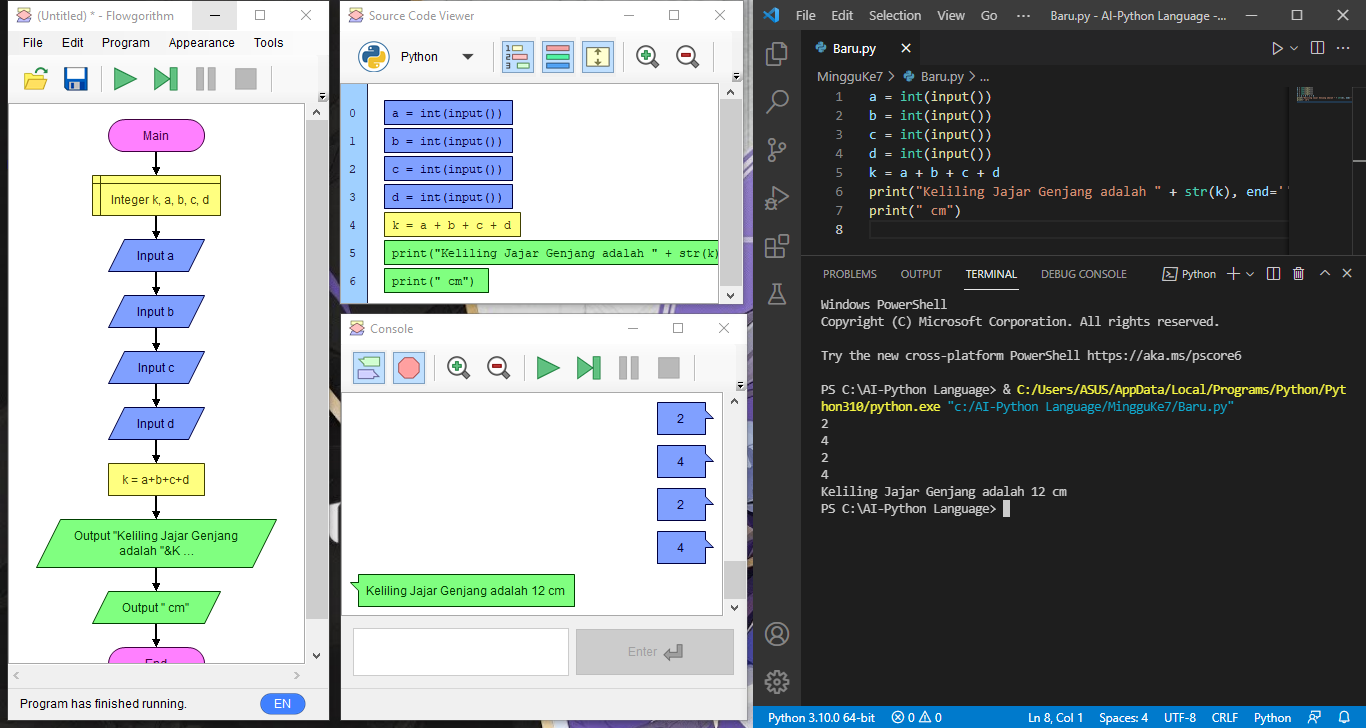 (Untitled) * - Flowgorithm
File Edit Program Appearance Tools
Main
Integer k, a, b, c, d
Input a
Input b
Input c
Input d
k = a+b+c+d
Output "Keliling Jajar Genjang
adalah "&K ...
Output " cm"
End
Program has finished running.
EN
Source Code Viewer
Python
0 a = int(input())
1 b = int(input())
2 c = int(input())
3 d = int(input())
4 k = a + b + c + d
5 print("Keliling Jajar Genjang adalah " + str(k)
6 print(" cm")
Console
2
4
2
4
Keliling Jajar Genjang adalah 12 cm
Enter
File Edit Selection View Go ··· Baru.py - AI-Python Language -...
Baru.py
MingguKe7 > Baru.py > ...
1 a = int(input())
2 b = int(input())
3 c = int(input())
4 d = int(input())
5 k = a + b + c + d
6 print("Keliling Jajar Genjang adalah " + str(k), end=''
7 print(" cm")
8
PROBLEMS OUTPUT TERMINAL DEBUG CONSOLE Python
Windows PowerShell
Copyright (C) Microsoft Corporation. All rights reserved.
Try the new cross-platform PowerShell https://aka.ms/pscore6
PS C:\AI-Python Language> & C:/Users/ASUS/AppData/Local/Programs/Python/Pyt
hon310/python.exe "c:/AI-Python Language/MingguKe7/Baru.py"
2
4
2
4
Keliling Jajar Genjang adalah 12 cm
PS C:\AI-Python Language>
Python 3.10.0 64-bit 0 0 Ln 8, Col 1 Spaces: 4 UTF-8 CRLF Python